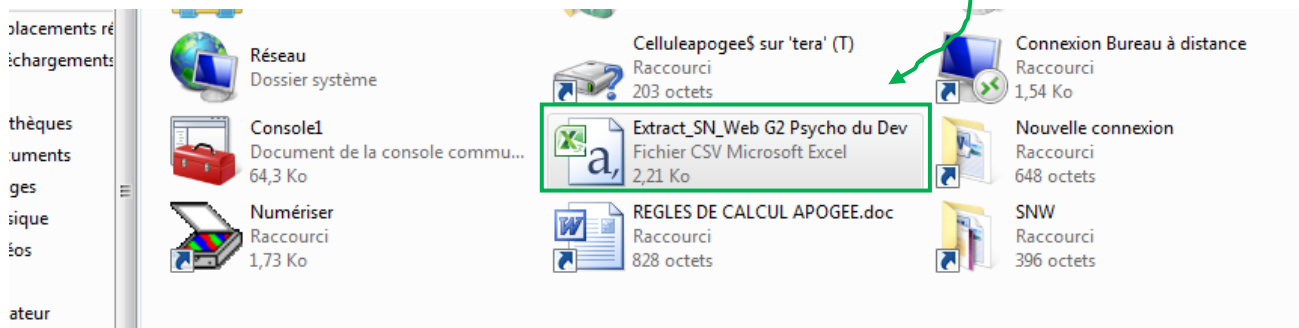 placements ré
échargements
thèques
cuments
ges
sique
éos
ateur
Réseau
Dossier système
Celluleapogee$ sur 'tera' (T)
Raccourci
203 octets
Connexion Bureau à distance
Raccourci
1,54 Ko
Console1
Document de la console commu...
64,3 Ko
Extract_SN_Web G2 Psycho du Dev
Fichier CSV Microsoft Excel
2,21 Ko
Nouvelle connexion
Raccourci
648 octets
Numériser
Raccourci
1,73 Ko
REGLES DE CALCUL APOGEE.doc
Raccourci
828 octets
SNW
Raccourci
396 octets